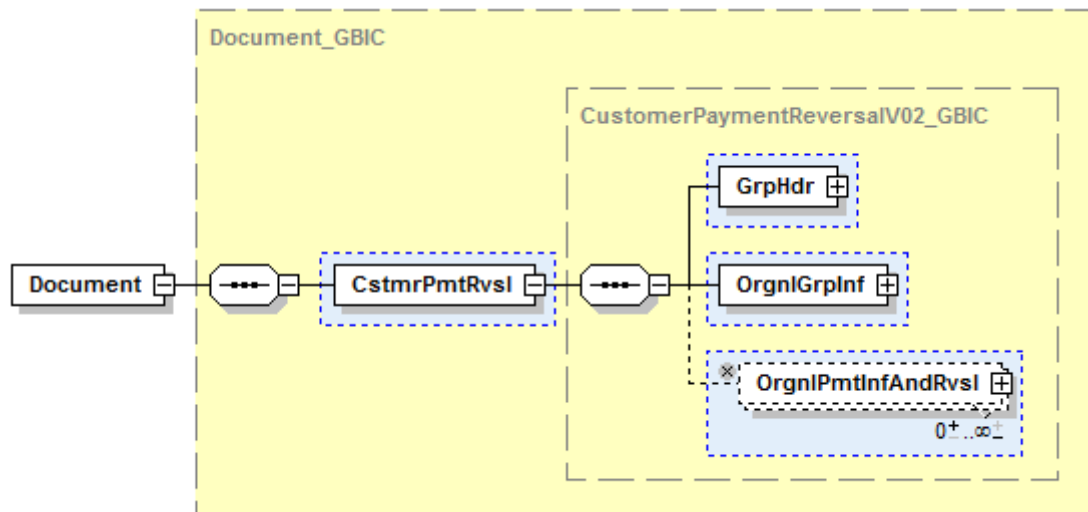 Document_GBIC
CustomerPaymentReversalV02_GBIC
GrpHdr
Document
CstmrPmtRvsl
OrgnlGrpInf
OrgnlPmtInfAndRvsl
0..∞